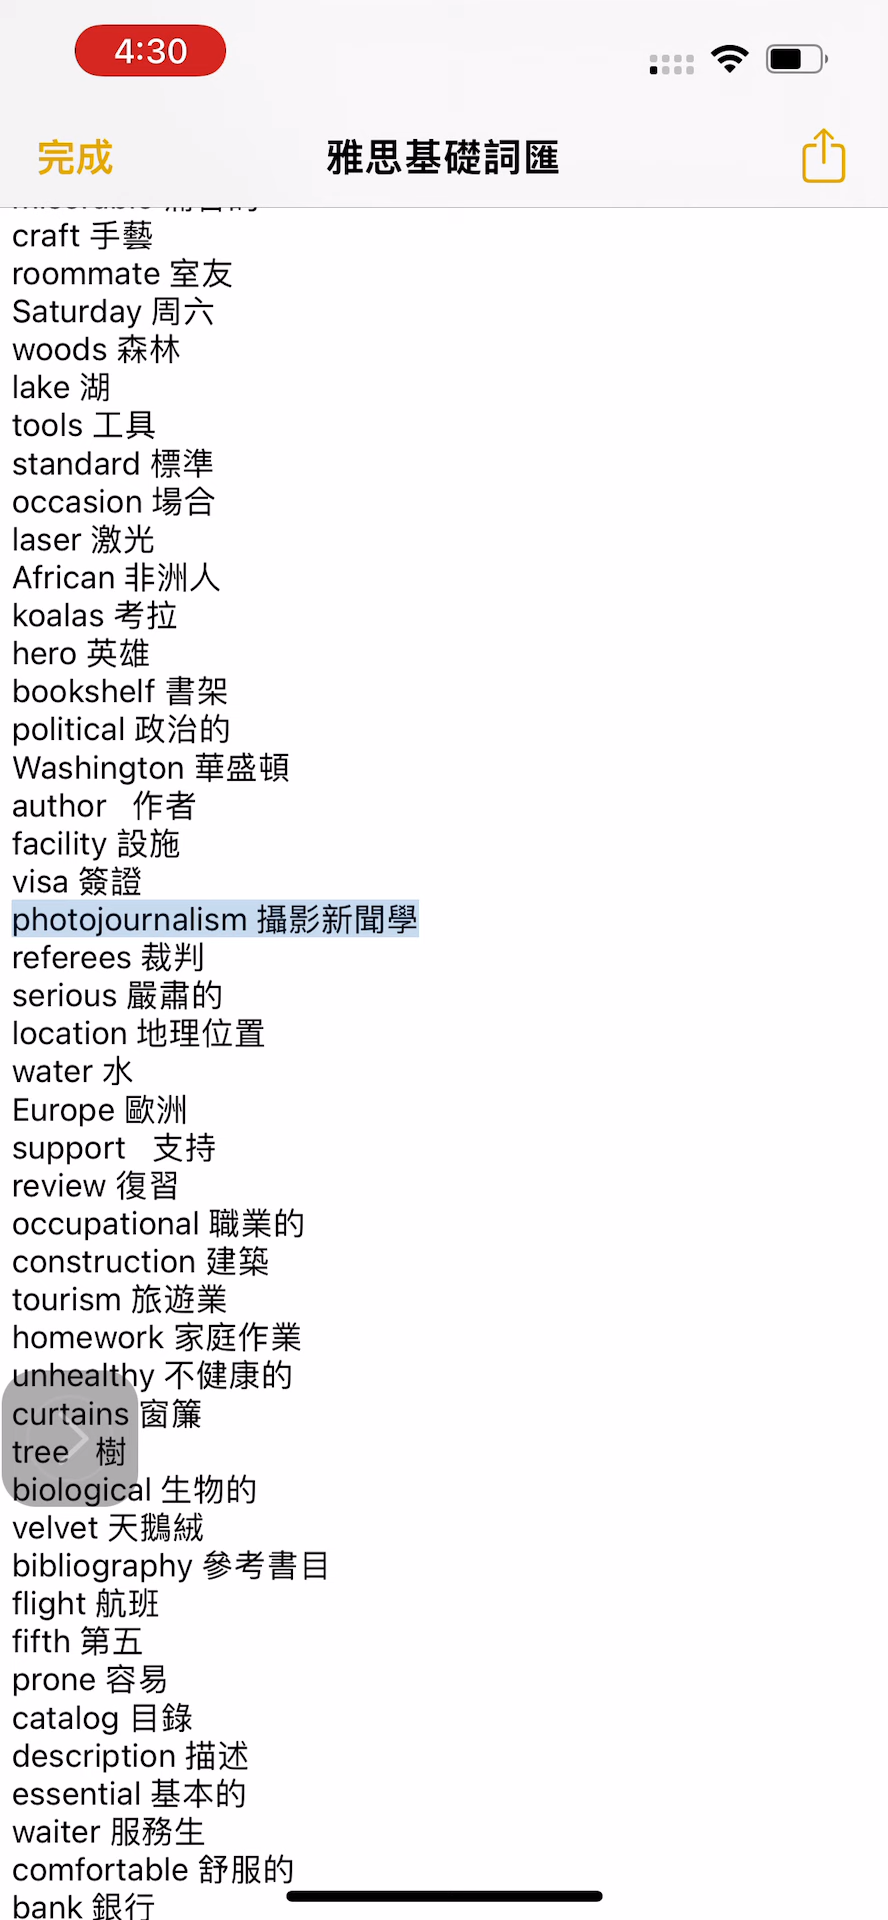 4:30
完成 雅思基礎詞匯
craft 手藝
roommate 室友
Saturday 周六
woods 森林
lake 湖
tools 工具
standard 標準
occasion 場合
laser 激光
African 非洲人
koalas 考拉
hero 英雄
bookshelf 書架
political 政治的
Washington 華盛頓
author 作者
facility 設施
visa 簽證
photojournalism 攝影新聞學
referees 裁判
serious 嚴肅的
location 地理位置
water 水
Europe 歐洲
support 支持
review 復習
occupational 職業的
construction 建築
tourism 旅遊業
homework 家庭作業
unhealthy 不健康的
curtains 窗簾
tree 樹
biological 生物的
velvet 天鵝絨
bibliography 參考書目
flight 航班
fifth 第五
prone 容易
catalog 目錄
description 描述
essential 基本的
waiter 服務生
comfortable 舒服的
bank 銀行